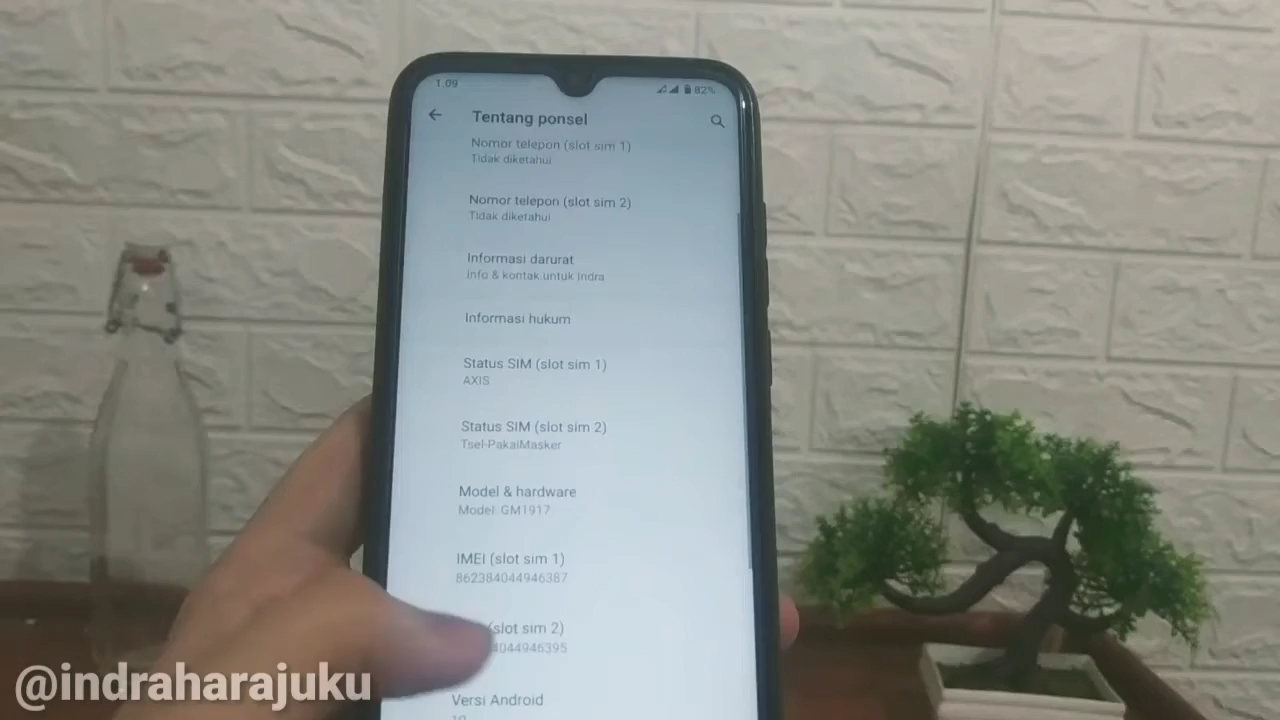 1.09
82%
Tentang ponsel
Nomor telepon (slot sim 1)
Tidak diketahui
Nomor telepon (slot sim 2)
Tidak diketahui
Informasi darurat
Info & kontak untuk Indra
Informasi hukum
Status SIM (slot sim 1)
AXIS
Status SIM (slot sim 2)
Tsel-PakaiMasker
Model & hardware
Model: GM1917
IMEI (slot sim 1)
862384044946387
(slot sim 2)
4044946395
Versi Android
10
@indraharajuku